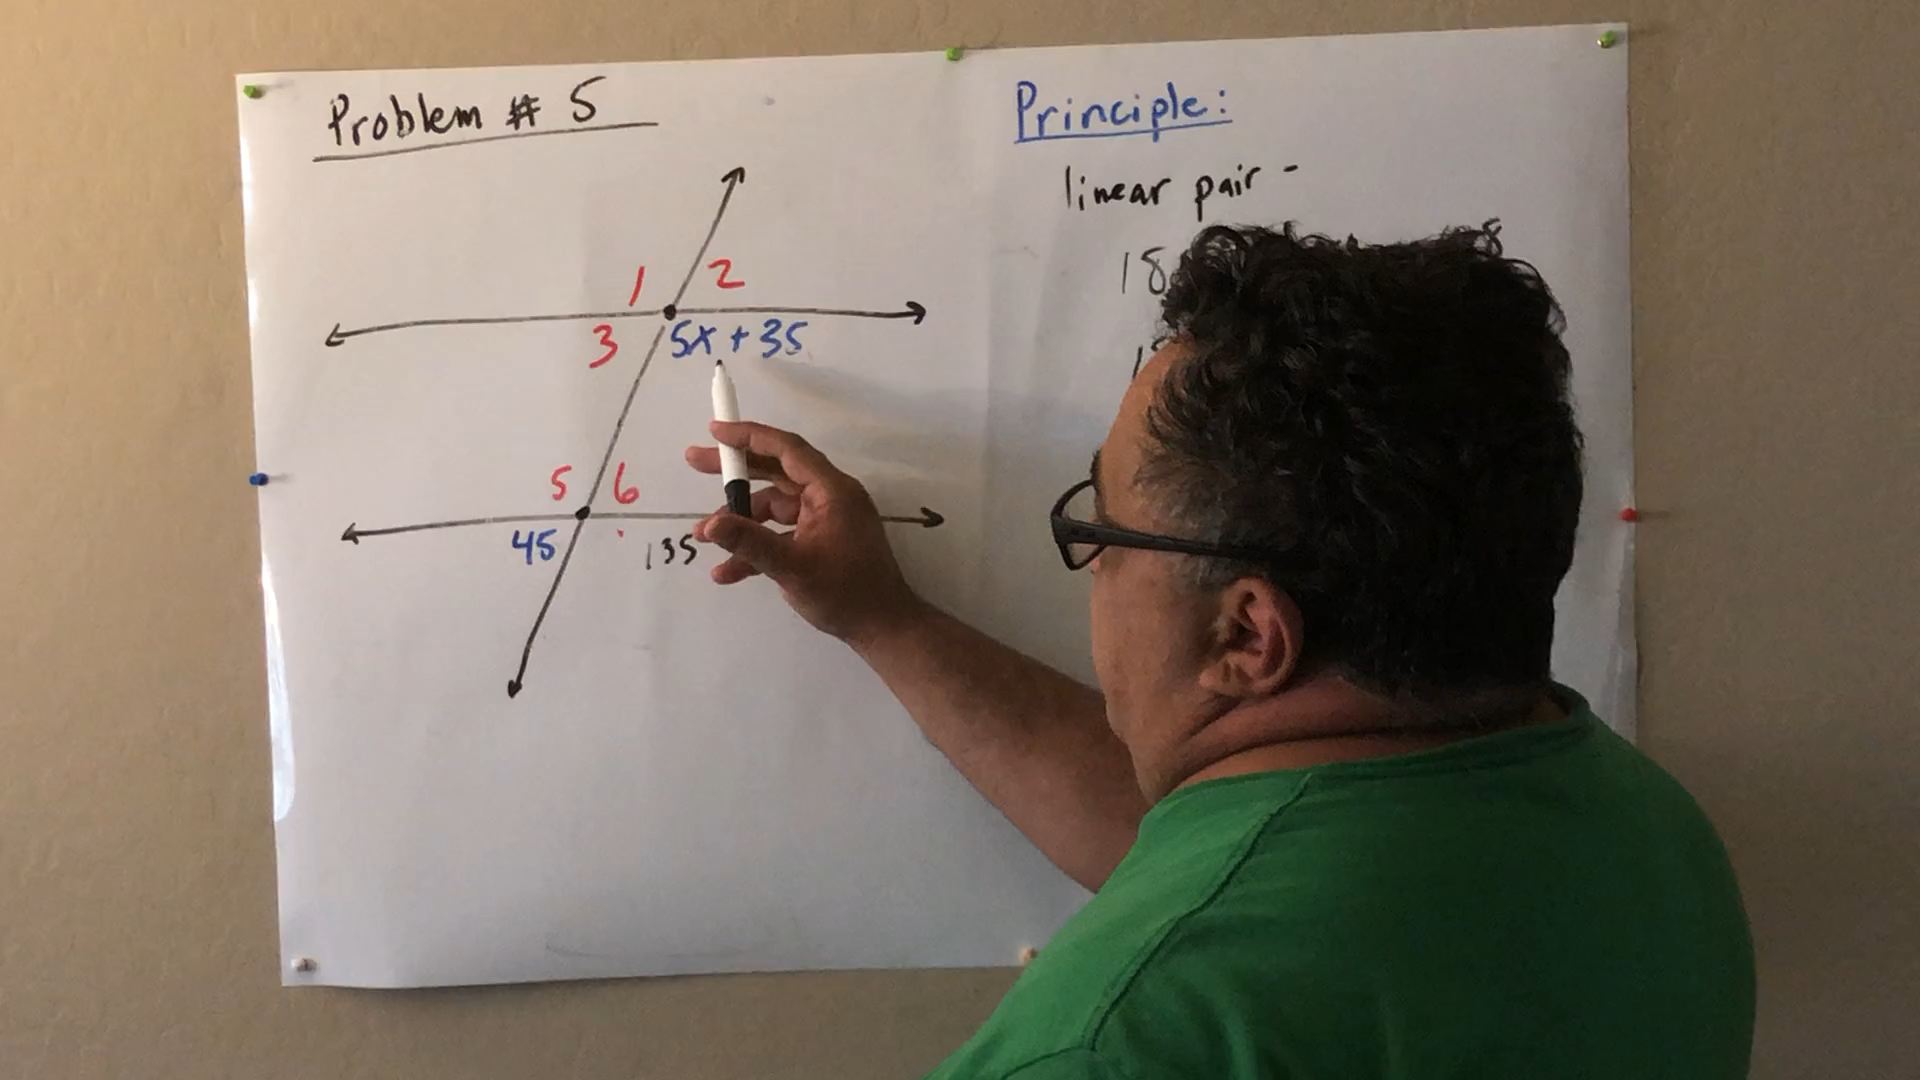 Problem # 5
1 2
3 5x + 35
5 6
45 135
Principle:
linear pair -